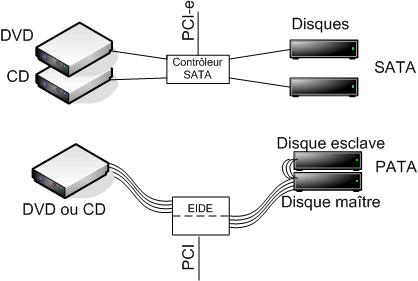 PCI-e
Disques
DVD
Contrôleur
SATA
SATA
CD
Disque esclave
PATA
Disque maître
DVD ou CD
EIDE
PCI